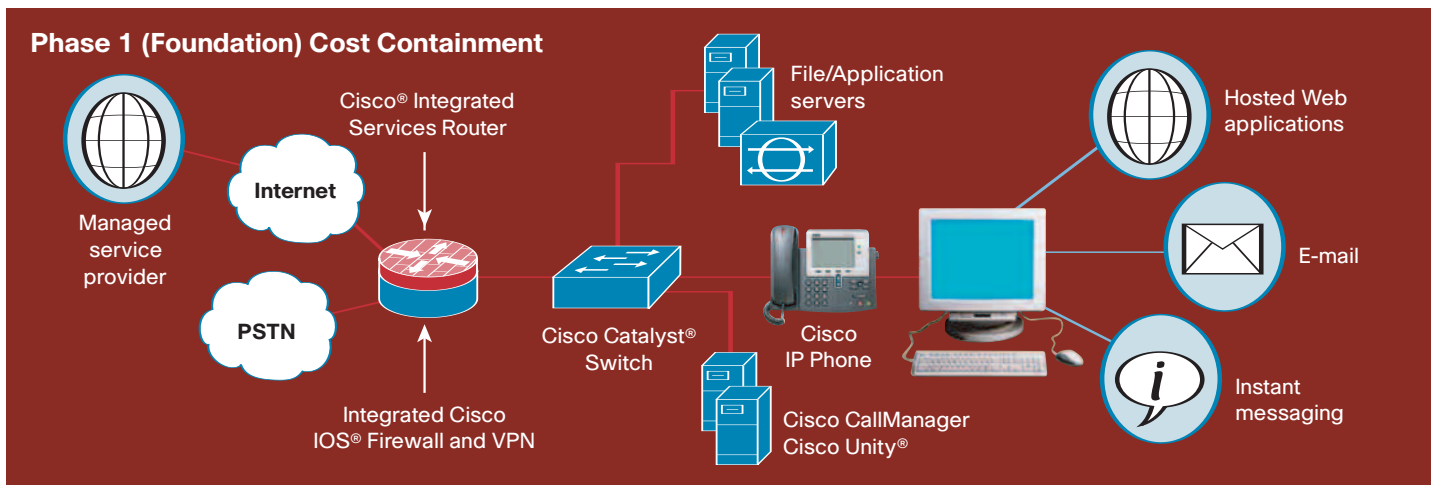 Phase 1 (Foundation) Cost Containment
Managed
service
provider
Internet
PSTN
Cisco® Integrated
Services Router
Integrated Cisco
IOS® Firewall and VPN
Cisco Catalyst®
Switch
File/Application
servers
Cisco
IP Phone
Cisco CallManager
Cisco Unity®
Hosted Web
applications
E-mail
i
Instant
messaging